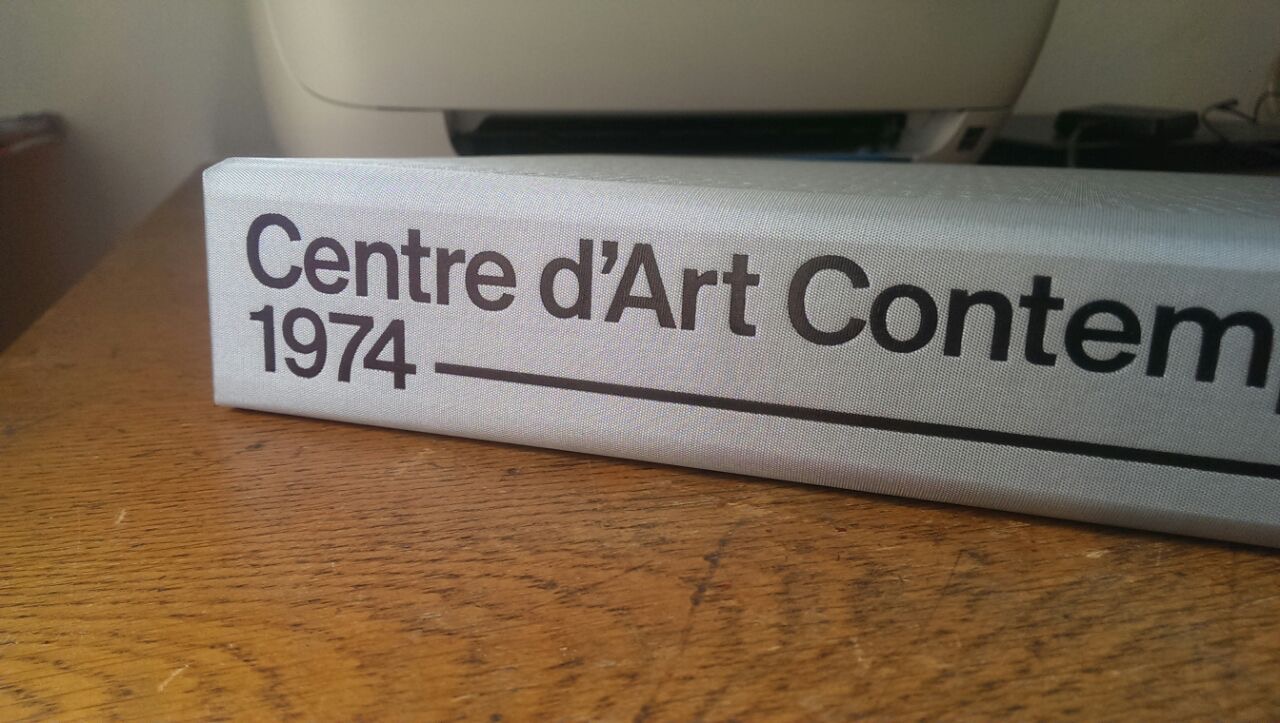 Centre d’Art Contem
1974 —